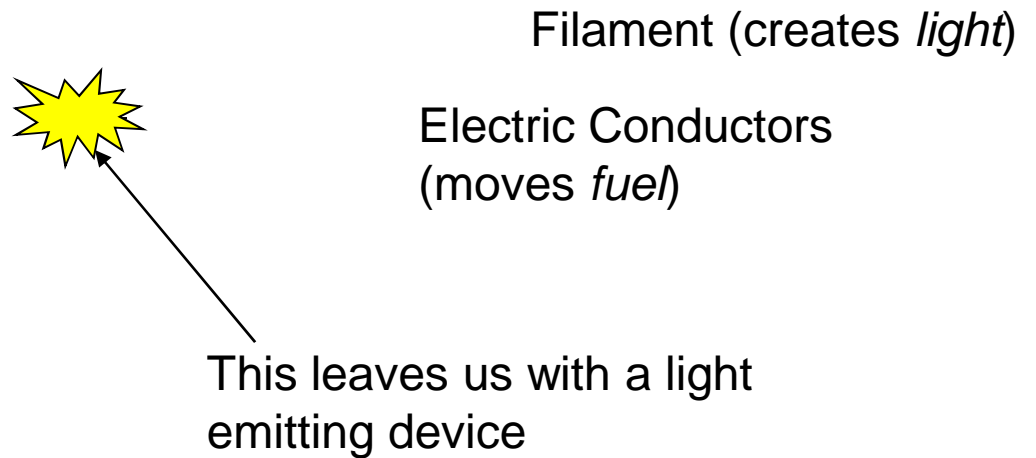 Filament (creates light)
Electric Conductors
(moves fuel)
This leaves us with a light
emitting device